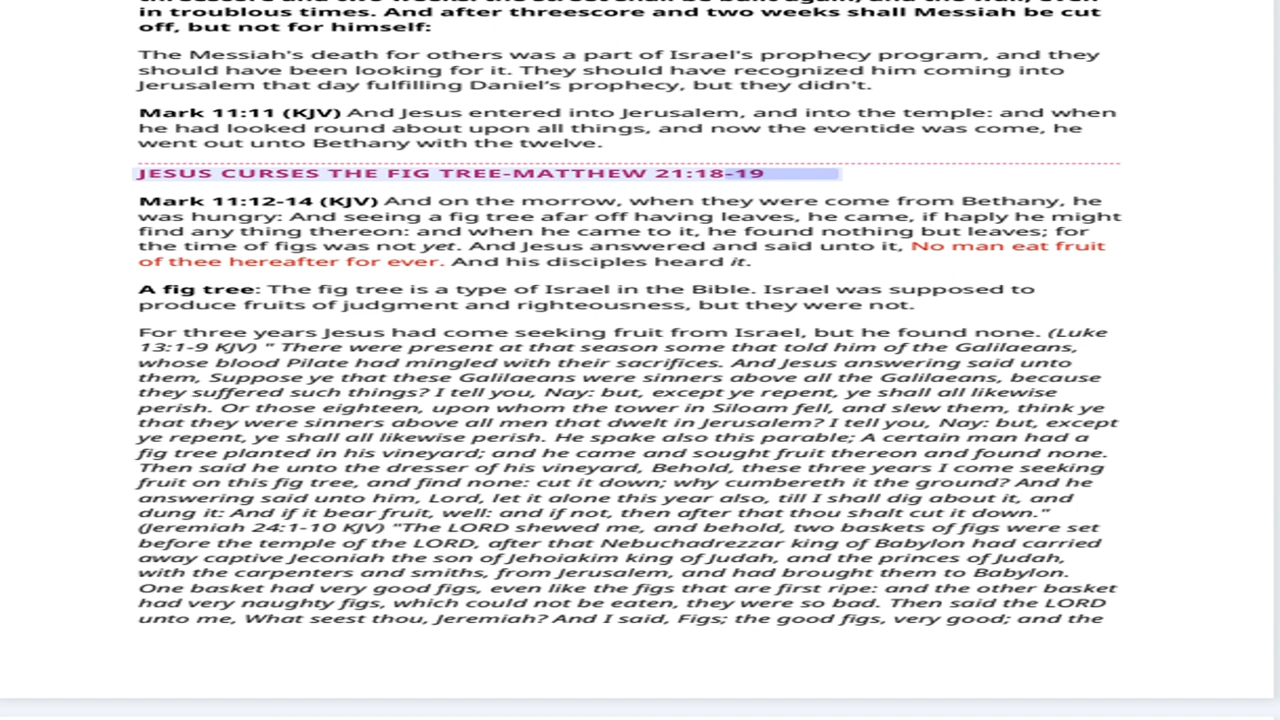 in troublous times. And after threescore and two weeks shall Messiah be cut
off, but not for himself:
The Messiah's death for others was a part of Israel's prophecy program, and they
should have been looking for it. They should have recognized him coming into
Jerusalem that day fulfilling Daniel's prophecy, but they didn't.
Mark 11:11 (KJV) And Jesus entered into Jerusalem, and into the temple: and when
he had looked round about upon all things, and now the eventide was come, he
went out unto Bethany with the twelve.
JESUS CURSES THE FIG TREE-MATTHEW 21:18-19
Mark 11:12-14 (KJV) And on the morrow, when they were come from Bethany, he
was hungry: And seeing a fig tree afar off having leaves, he came, if haply he might
find any thing thereon: and when he came to it, he found nothing but leaves; for
the time of figs was not yet. And Jesus answered and said unto it, No man eat fruit
of thee hereafter for ever. And his disciples heard it.
A fig tree: The fig tree is a type of Israel in the Bible. Israel was supposed to
produce fruits of judgment and righteousness, but they were not.
For three years Jesus had come seeking fruit from Israel, but he found none. (Luke
13:1-9 KJV) " There were present at that season some that told him of the Galilaeans,
whose blood Pilate had mingled with their sacrifices. And Jesus answering said unto
them, Suppose ye that these Galilaeans were sinners above all the Galilaeans, because
they suffered such things? I tell you, Nay: but, except ye repent, ye shall all likewise
perish. Or those eighteen, upon whom the tower in Siloam fell, and slew them, think ye
that they were sinners above all men that dwelt in Jerusalem? I tell you, Nay: but, except
ye repent, ye shall all likewise perish. He spake also this parable; A certain man had a
fig tree planted in his vineyard; and he came and sought fruit thereon and found none.
Then said he unto the dresser of his vineyard, Behold, these three years I come seeking
fruit on this fig tree, and find none: cut it down; why cumbereth it the ground? And he
answering said unto him, Lord, let it alone this year also, till I shall dig about it, and
dung it: And if it bear fruit, well: and if not, then after that thou shalt cut it down."
(Jeremiah 24:1-10 KJV) "The LORD shewed me, and behold, two baskets of figs were set
before the temple of the LORD, after that Nebuchadrezzar king of Babylon had carried
away captive Jeconiah the son of Jehoiakim king of Judah, and the princes of Judah,
with the carpenters and smiths, from Jerusalem, and had brought them to Babylon.
One basket had very good figs, even like the figs that are first ripe: and the other basket
had very naughty figs, which could not be eaten, they were so bad. Then said the LORD
unto me, What seest thou, Jeremiah? And I said, Figs; the good figs, very good; and the